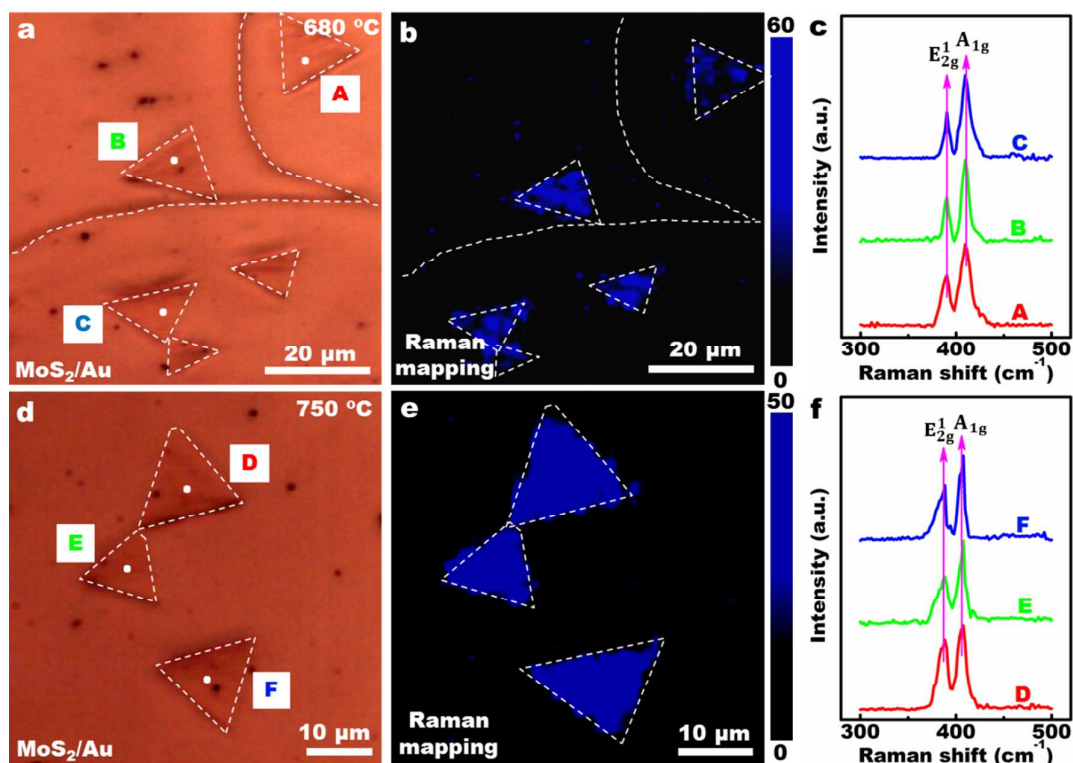 a
680 ºC
A
B
C
MoS₂/Au
20 µm
b
Raman
mapping
20 µm
60
0
c
E¹₂g A₁g
C
B
A
Intensity (a.u.)
300 400 500
Raman shift (cm⁻¹)
d
750 ºC
D
E
F
MoS₂/Au
10 µm
e
Raman
mapping
10 µm
50
0
f
E¹₂g A₁g
F
E
D
Intensity (a.u.)
300 400 500
Raman shift (cm⁻¹)